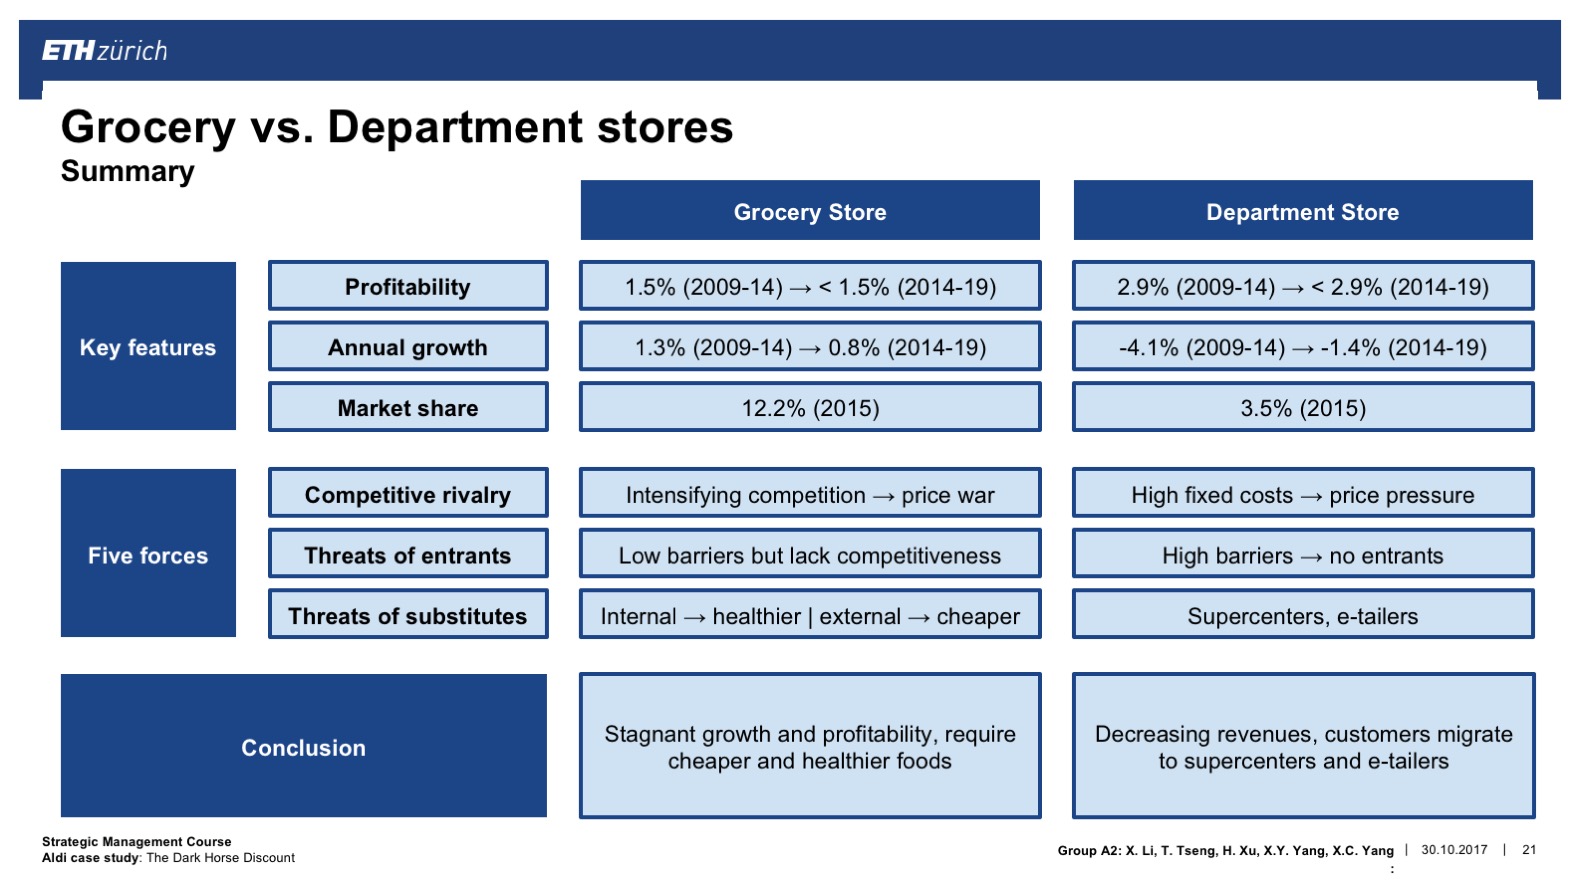 ETH zürich
Grocery vs. Department stores
Summary
Grocery Store
Department Store
Key features
Profitability
1.5% (2009-14) → < 1.5% (2014-19)
2.9% (2009-14) → < 2.9% (2014-19)
Annual growth
1.3% (2009-14) → 0.8% (2014-19)
-4.1% (2009-14) → -1.4% (2014-19)
Market share
12.2% (2015)
3.5% (2015)
Five forces
Competitive rivalry
Intensifying competition → price war
High fixed costs → price pressure
Threats of entrants
Low barriers but lack competitiveness
High barriers → no entrants
Threats of substitutes
Internal → healthier | external → cheaper
Supercenters, e-tailers
Conclusion
Stagnant growth and profitability, require
cheaper and healthier foods
Decreasing revenues, customers migrate
to supercenters and e-tailers
Strategic Management Course
Aldi case study: The Dark Horse Discount
Group A2: X. Li, T. Tseng, H. Xu, X.Y. Yang, X.C. Yang | 30.10.2017 | 21
: